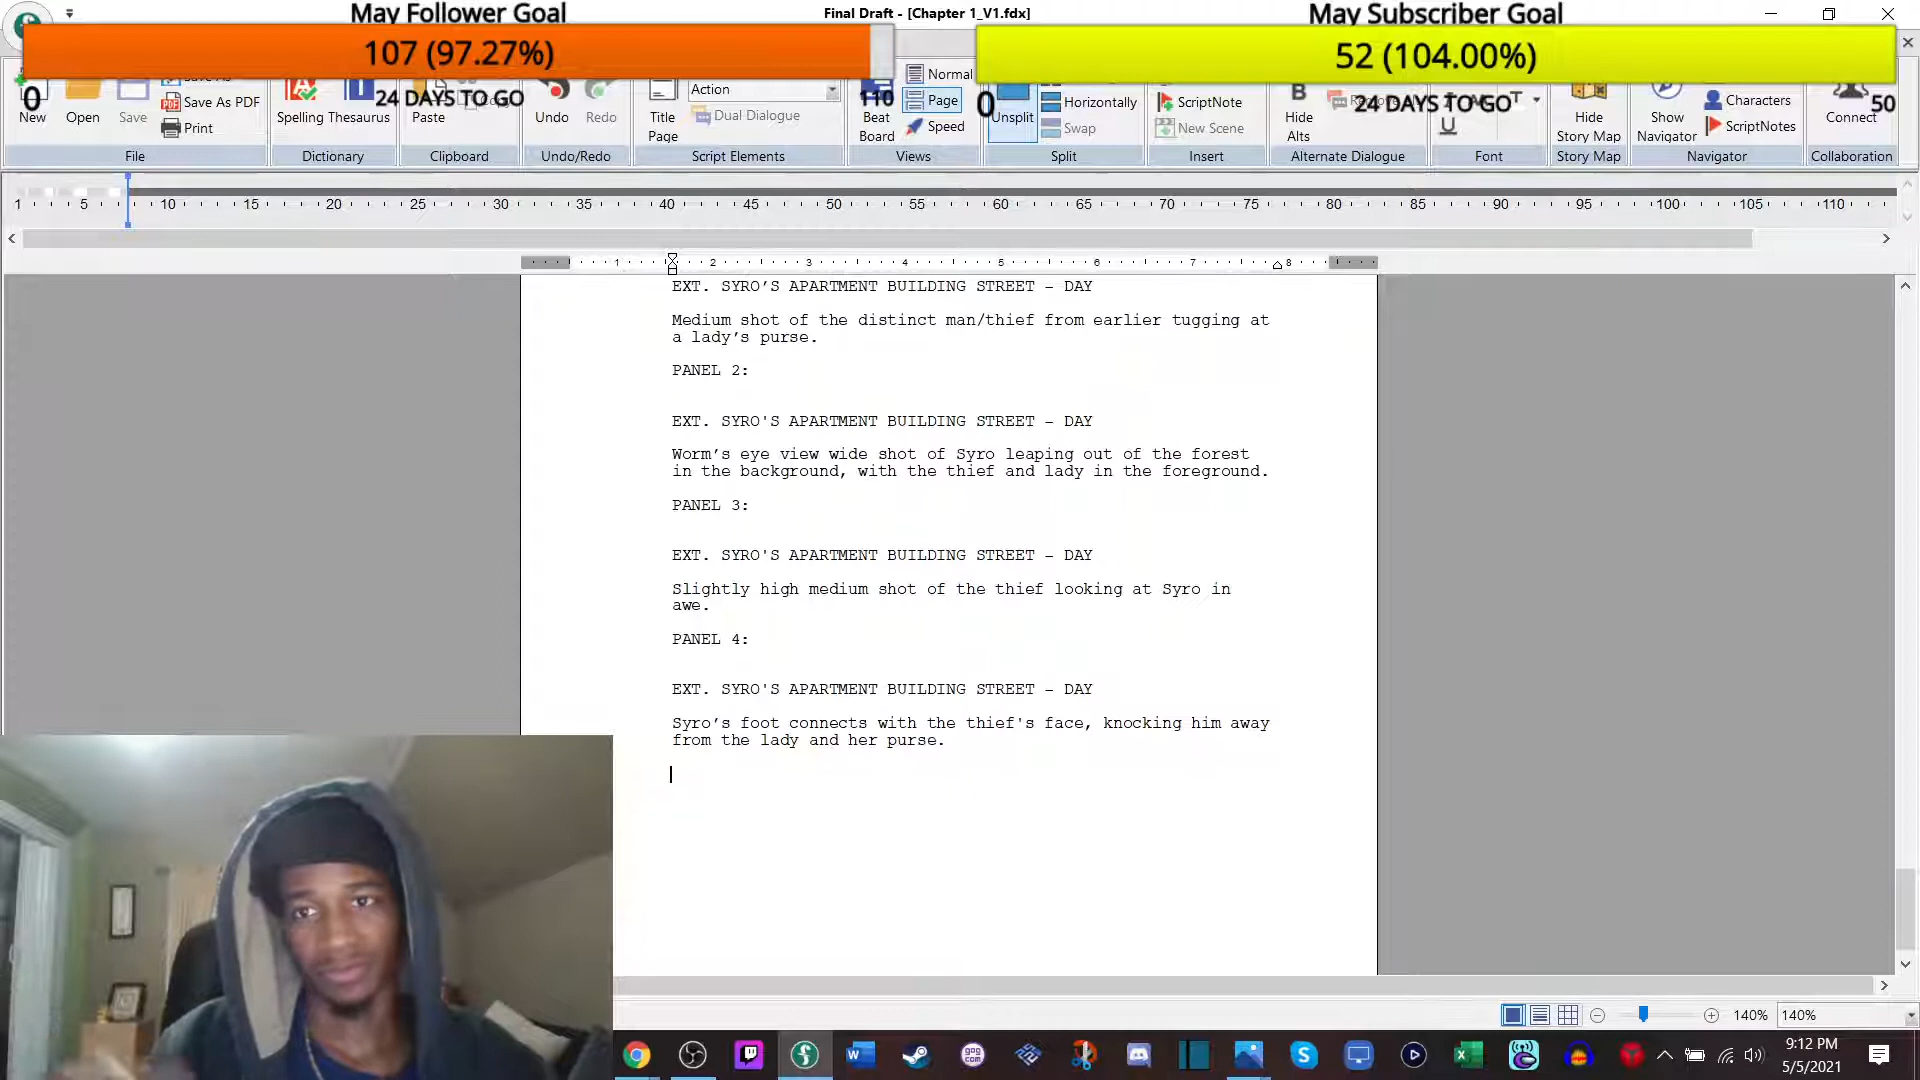 May Follower Goal
Final Draft - [Chapter 1_V1.fdx]
May Subscriber Goal
107 (97.27%)
52 (104.00%)
0
24 DAYS TO GO
110
0
24 DAYS TO GO
50
New
Open
Save
Save As PDF
Print
File
Spelling
Thesaurus
Dictionary
Paste
Clipboard
Undo
Redo
Undo/Redo
Title
Page
Action
Dual Dialogue
Script Elements
Beat
Board
Normal
Page
Speed
Views
Unsplit
Horizontally
Swap
Split
ScriptNote
New Scene
Insert
Hide
Alts
Alternate Dialogue
B
T
U
Font
Hide
Story Map
Story Map
Show
Navigator
Characters
ScriptNotes
Navigator
Connect
Collaboration
1 5 10 15 20 25 30 35 40 45 50 55 60 65 70 75 80 85 90 95 100 105 110
1 2 3 4 5 6 7 8
EXT. SYRO’S APARTMENT BUILDING STREET – DAY
Medium shot of the distinct man/thief from earlier tugging at
a lady’s purse.
PANEL 2:
EXT. SYRO'S APARTMENT BUILDING STREET – DAY
Worm’s eye view wide shot of Syro leaping out of the forest
in the background, with the thief and lady in the foreground.
PANEL 3:
EXT. SYRO'S APARTMENT BUILDING STREET – DAY
Slightly high medium shot of the thief looking at Syro in
awe.
PANEL 4:
EXT. SYRO'S APARTMENT BUILDING STREET – DAY
Syro’s foot connects with the thief's face, knocking him away
from the lady and her purse.
140%
140%
9:12 PM
5/5/2021